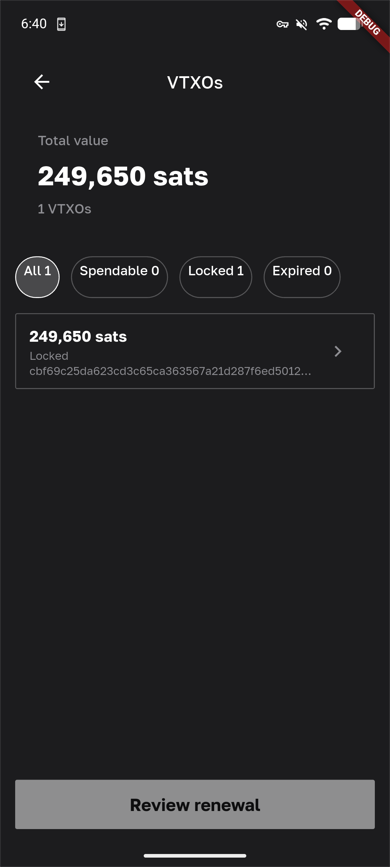 6:40
DEBUG
VTXOs
Total value
249,650 sats
1 VTXOs
All 1
Spendable 0
Locked 1
Expired 0
249,650 sats
Locked
cbf69c25da623cd3c65ca363567a21d287f6ed5012...
Review renewal